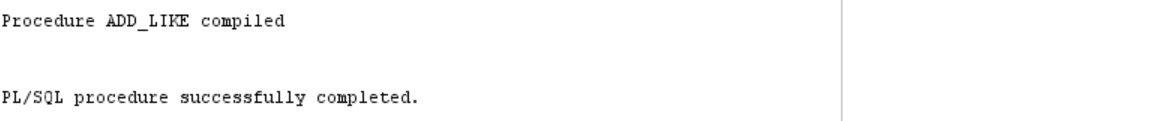 Procedure ADD_LIKE compiled
PL/SQL procedure successfully completed.